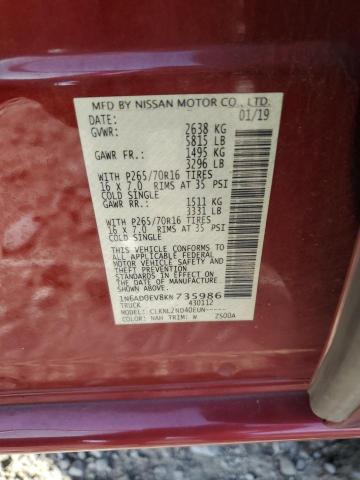 MFD BY NISSAN MOTOR CO., LTD.
DATE: 01/19
GVWR: 2638 KG
5815 LB
GAWR FR: 1495 KG
3296 LB
WITH P265/70R16 TIRES
16 X 7.0 RIMS AT 35 PSI
COLD SINGLE
GAWR RR: 1511 KG
3331 LB
WITH P265/70R16 TIRES
16 X 7.0 RIMS AT 35 PSI
COLD SINGLE
THIS VEHICLE CONFORMS TO
ALL APPLICABLE FEDERAL
MOTOR VEHICLE SAFETY
STANDARDS IN EFFECT ON THE
DATE OF MANUFACTURE SHOWN
ABOVE.
1N6AD0EV8KN735986
TRUCK 430112
MODEL: CLKNLZND40EUN-----
COLOR: NAH TRIM: W Z500A